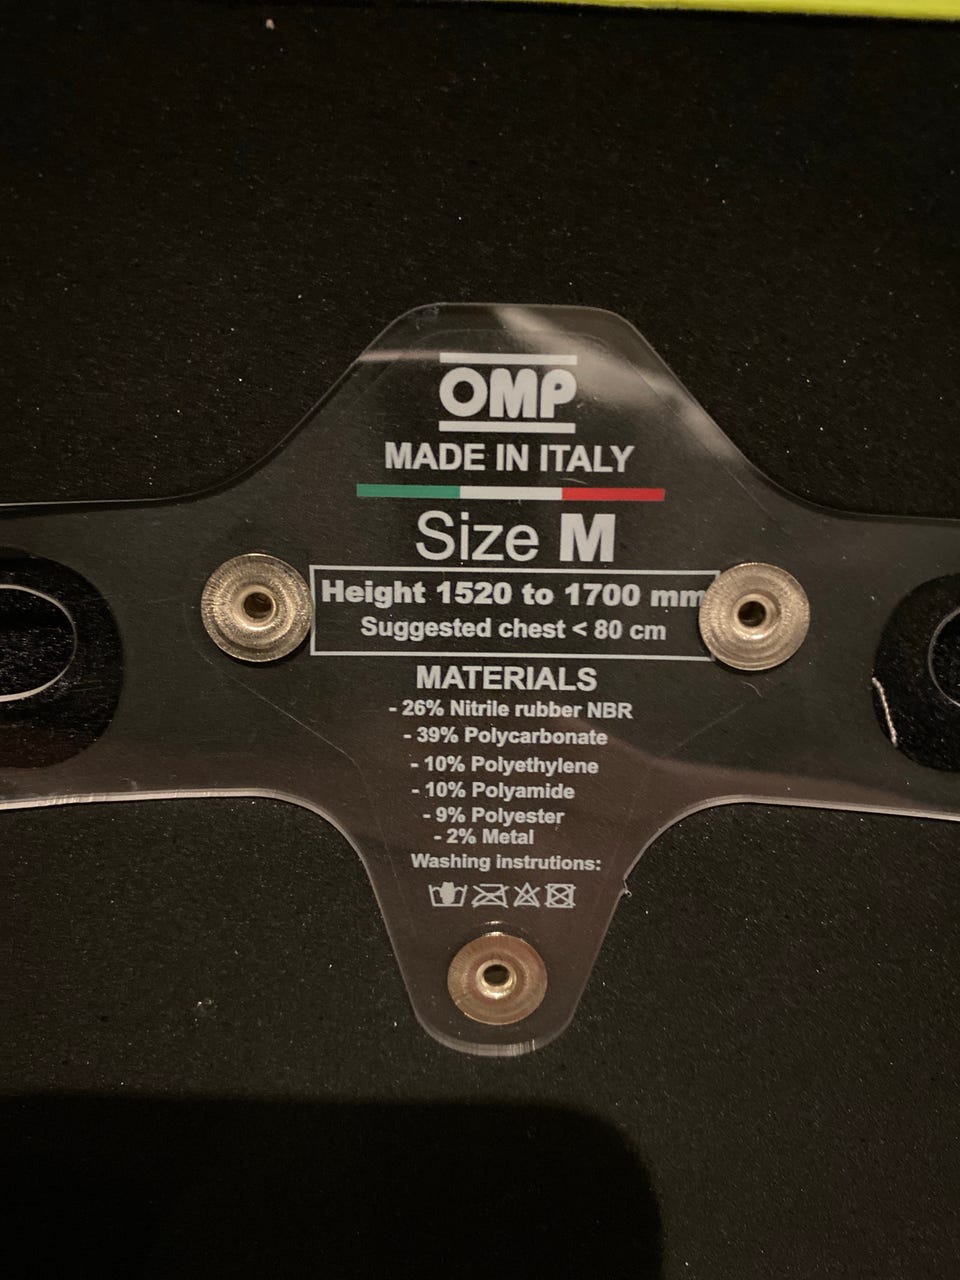 OMP
MADE IN ITALY
Size M
Height 1520 to 1700 mm
Suggested chest < 80 cm
MATERIALS
- 26% Nitrile rubber NBR
- 39% Polycarbonate
- 10% Polyethylene
- 10% Polyamide
- 9% Polyester
- 2% Metal
Washing instrutions: